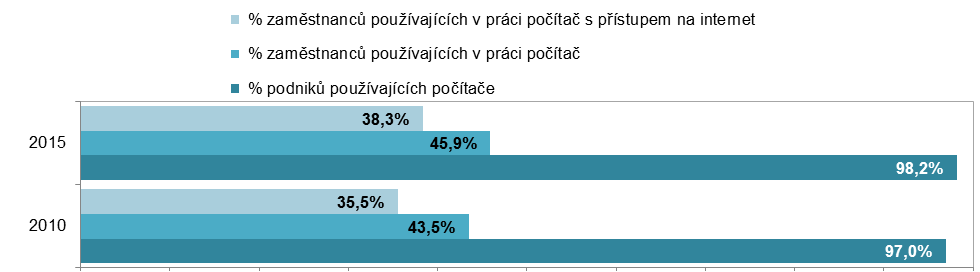 % zaměstnanců používajících v práci počítač s přístupem na internet
% zaměstnanců používajících v práci počítač
% podniků používajících počítače
38,3%
2015
45,9%
98,2%
35,5%
2010
43,5%
97,0%